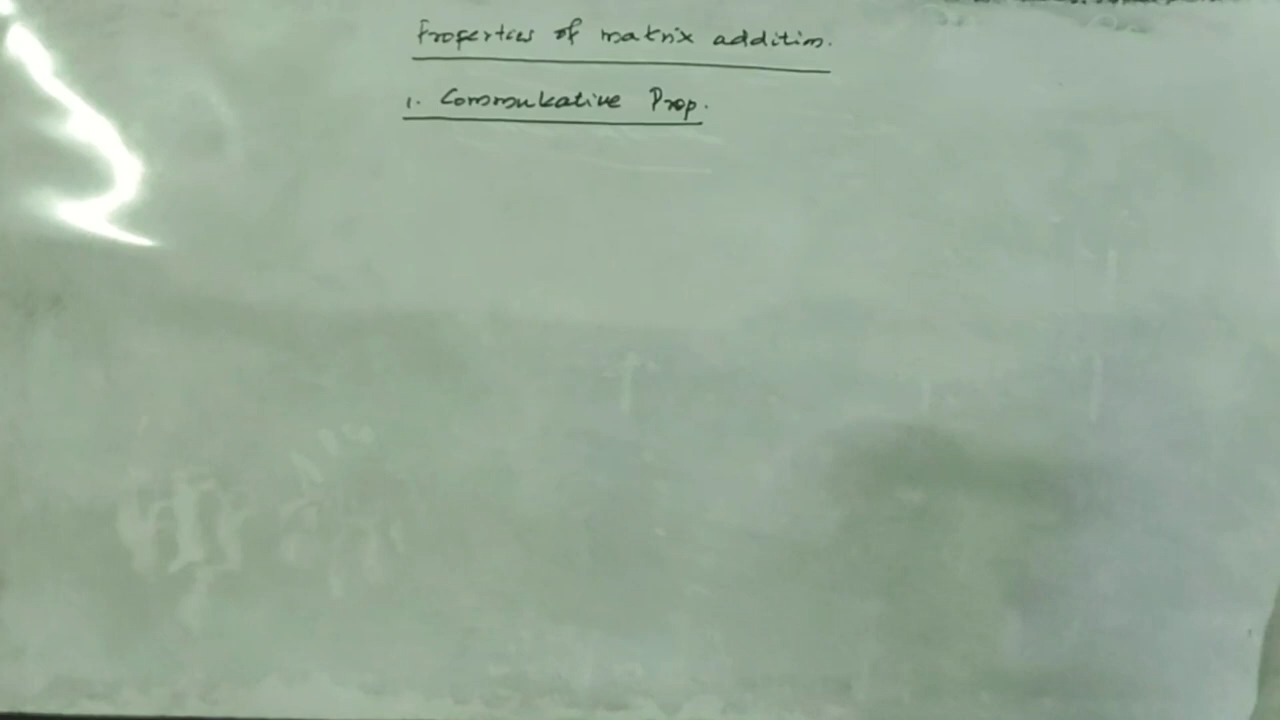 Properties of matrix addition.
1. Commutative Prop.